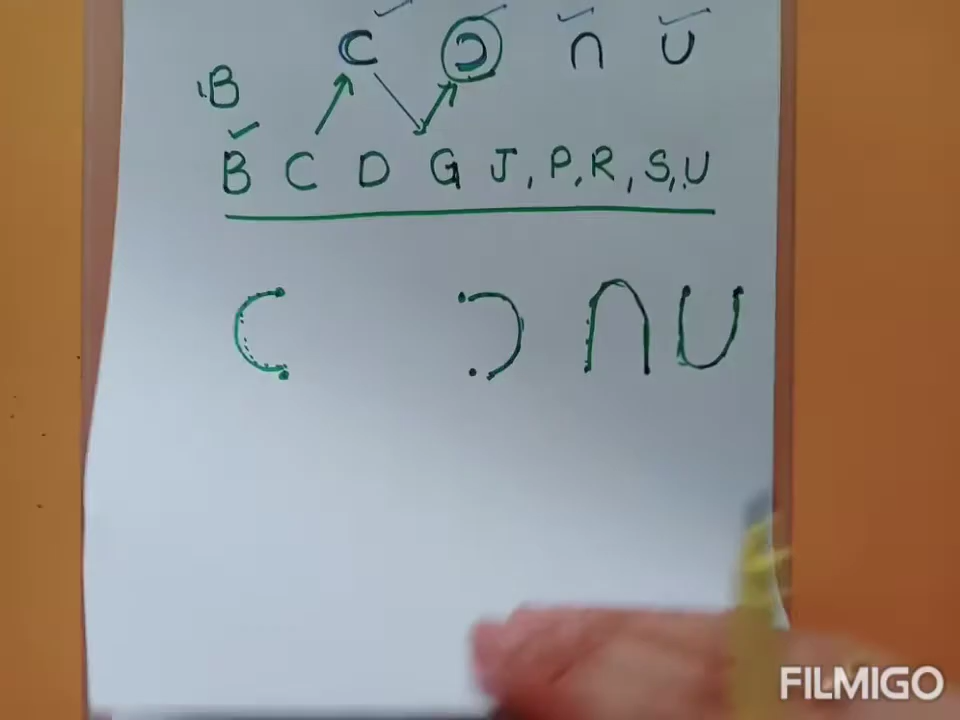 C Ɔ ∩ ∪
B
B C D G J, P, R, S, U
C Ɔ ∩ U
FILMIGO